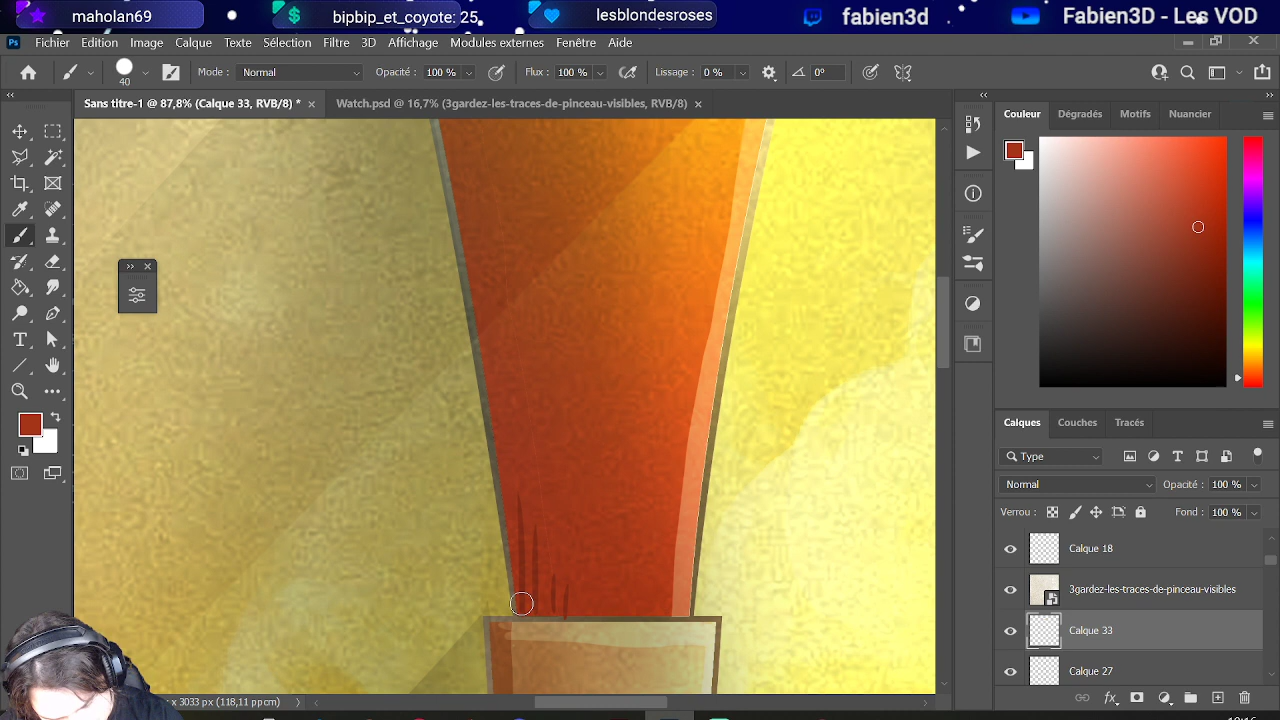 maholan69
bipbip_et_coyote: 25
lesblondesroses
fabien3d
Fabien3D - Les VOD
Ps Fichier Edition Image Calque Texte Sélection Filtre 3D Affichage Modules externes Fenêtre Aide
40 Mode : Normal Opacité : 100 % Flux : 100 % Lissage : 0 % 0°
Sans titre-1 @ 87,8% (Calque 33, RVB/8) *
Watch.psd @ 16,7% (3gardez-les-traces-de-pinceau-visibles, RVB/8)
Couleur Dégradés Motifs Nuancier
Calques Couches Tracés
Type
Normal Opacité : 100 %
Verrou : Fond : 100 %
Calque 18
3gardez-les-traces-de-pinceau-visibles
Calque 33
Calque 27
x 3033 px (118,11 ppcm)